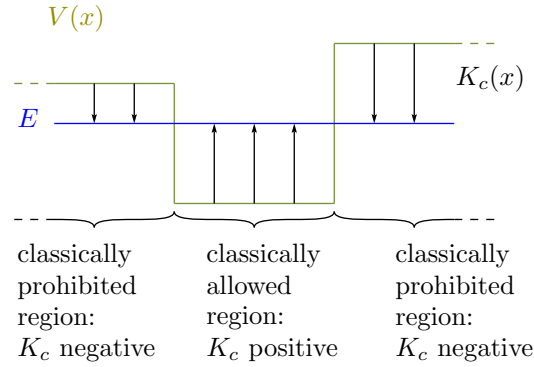 V(x)
K_c(x)
E
classically
prohibited
region:
K_c negative
classically
allowed
region:
K_c positive
classically
prohibited
region:
K_c negative